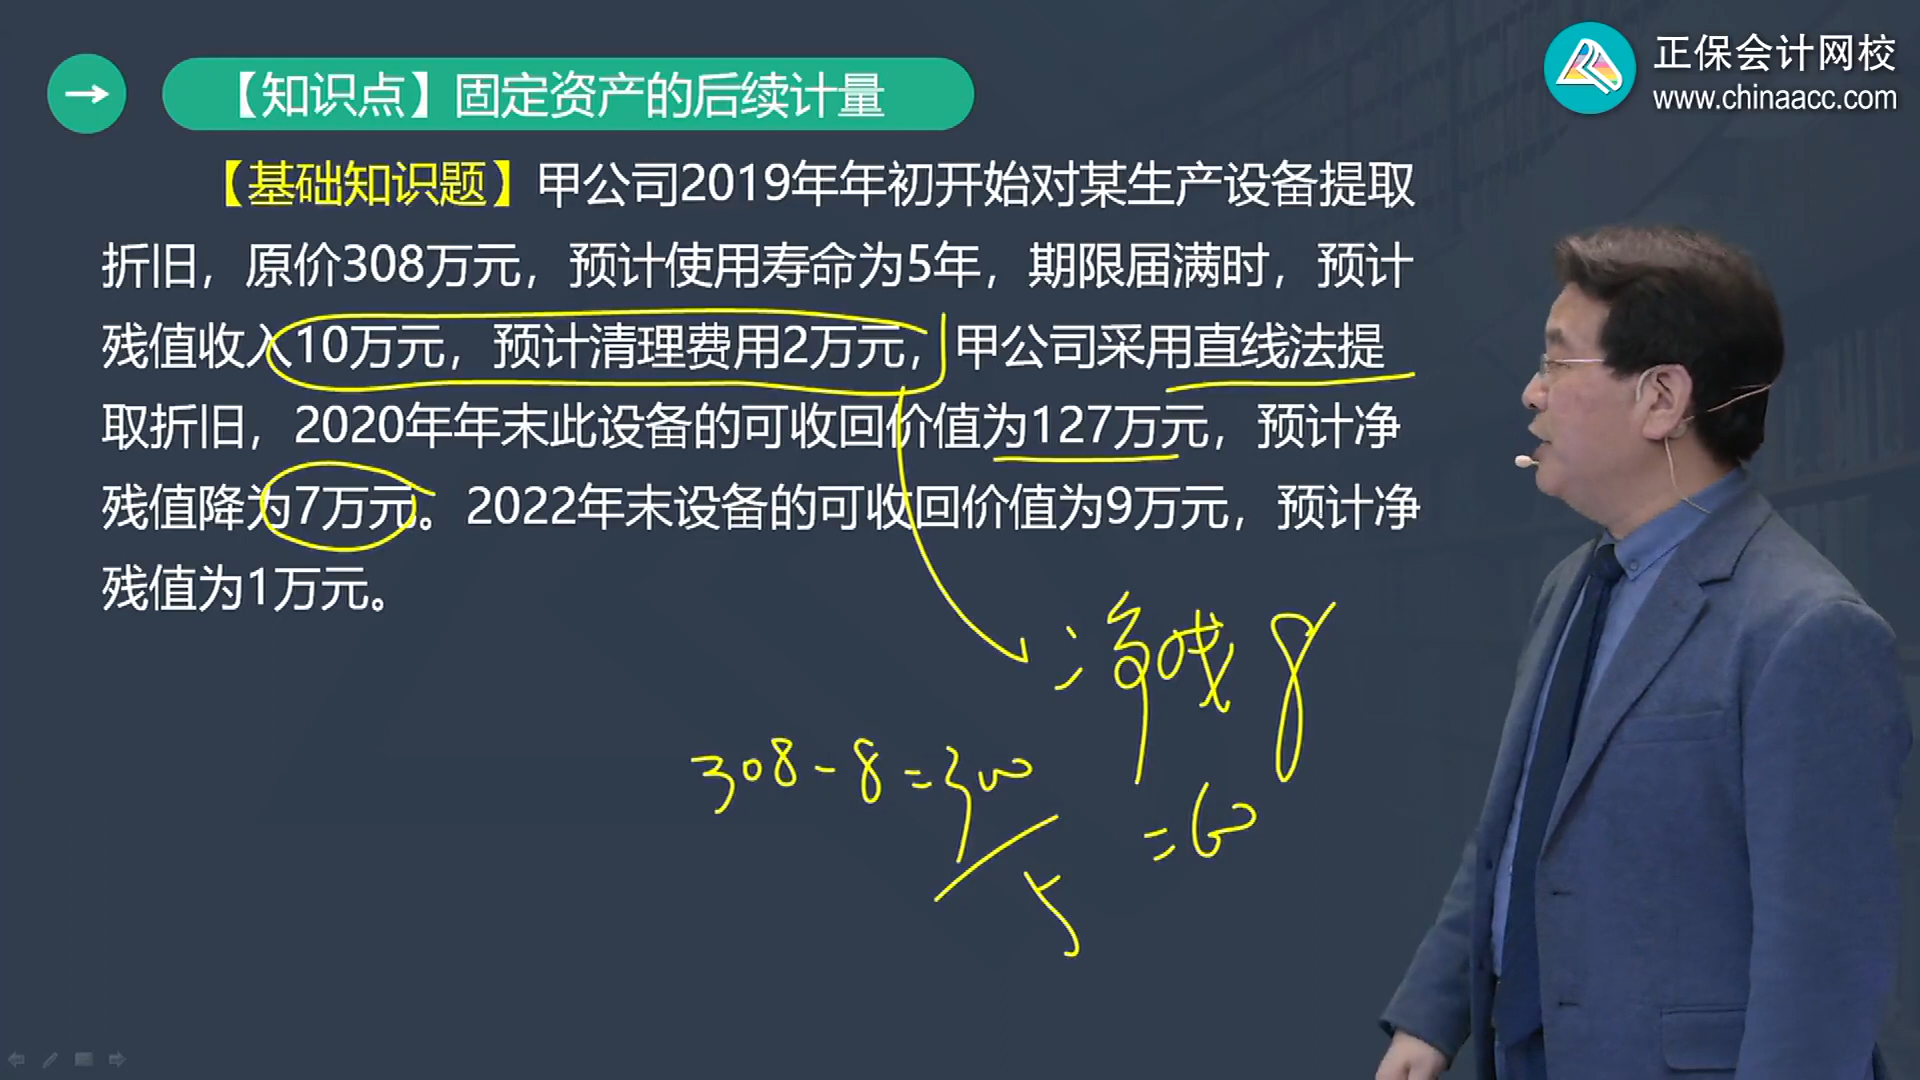 正保会计网校
www.chinaacc.com
【知识点】固定资产的后续计量
【基础知识题】甲公司2019年年初开始对某生产设备提取
折旧，原价308万元，预计使用寿命为5年，期限届满时，预计
残值收入10万元，预计清理费用2万元，甲公司采用直线法提
取折旧，2020年年末此设备的可收回价值为127万元，预计净
残值降为7万元。2022年末设备的可收回价值为9万元，预计净
残值为1万元。
净残 8
308-8=300
5
=60